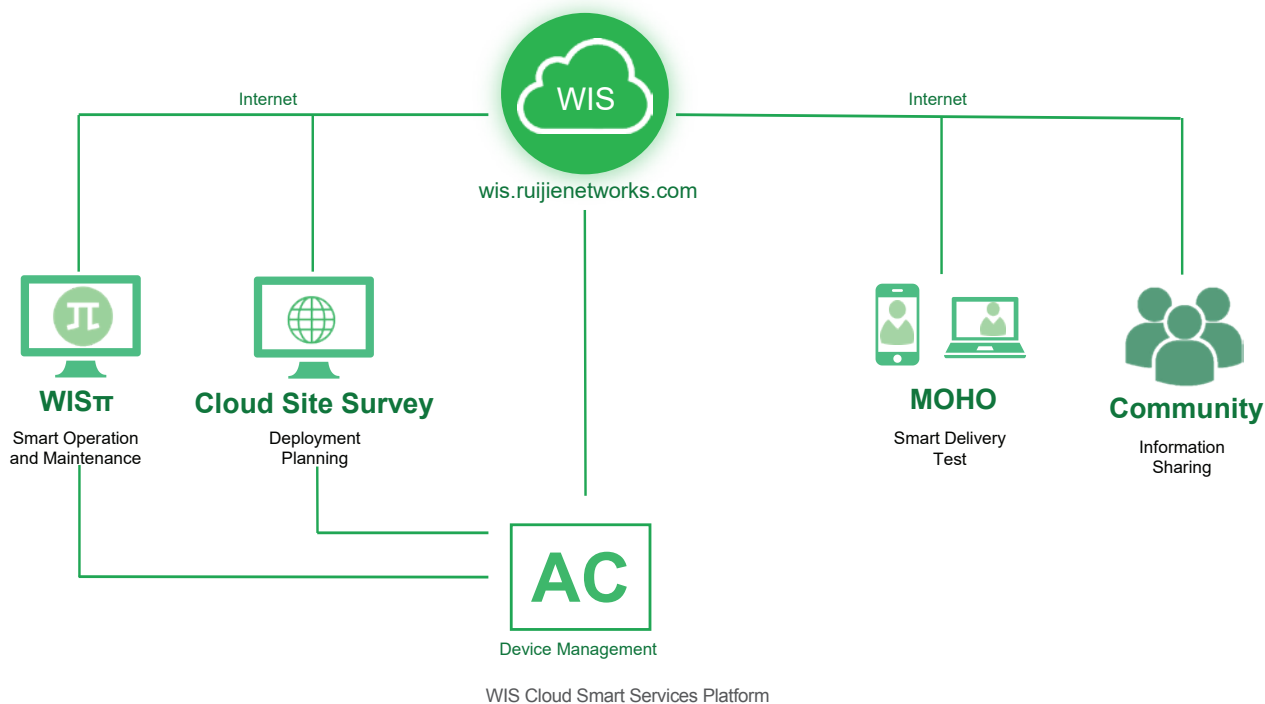 WIS
Internet
Internet
wis.ruijienetworks.com
π
WISπ
Smart Operation
and Maintenance
Cloud Site Survey
Deployment
Planning
MOHO
Smart Delivery
Test
Community
Information
Sharing
AC
Device Management
WIS Cloud Smart Services Platform